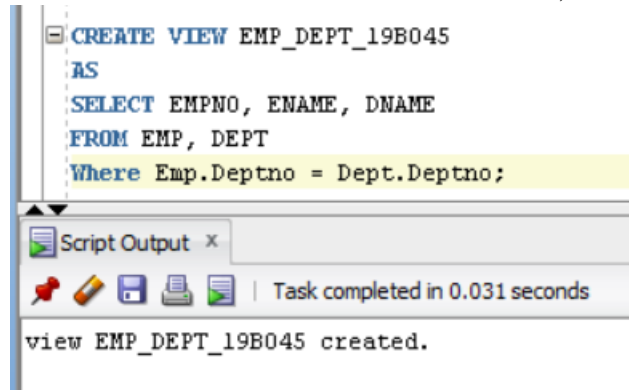 CREATE VIEW EMP_DEPT_19B045
AS
SELECT EMPNO, ENAME, DNAME
FROM EMP, DEPT
Where Emp.Deptno = Dept.Deptno;
Script Output x
Task completed in 0.031 seconds
view EMP_DEPT_19B045 created.